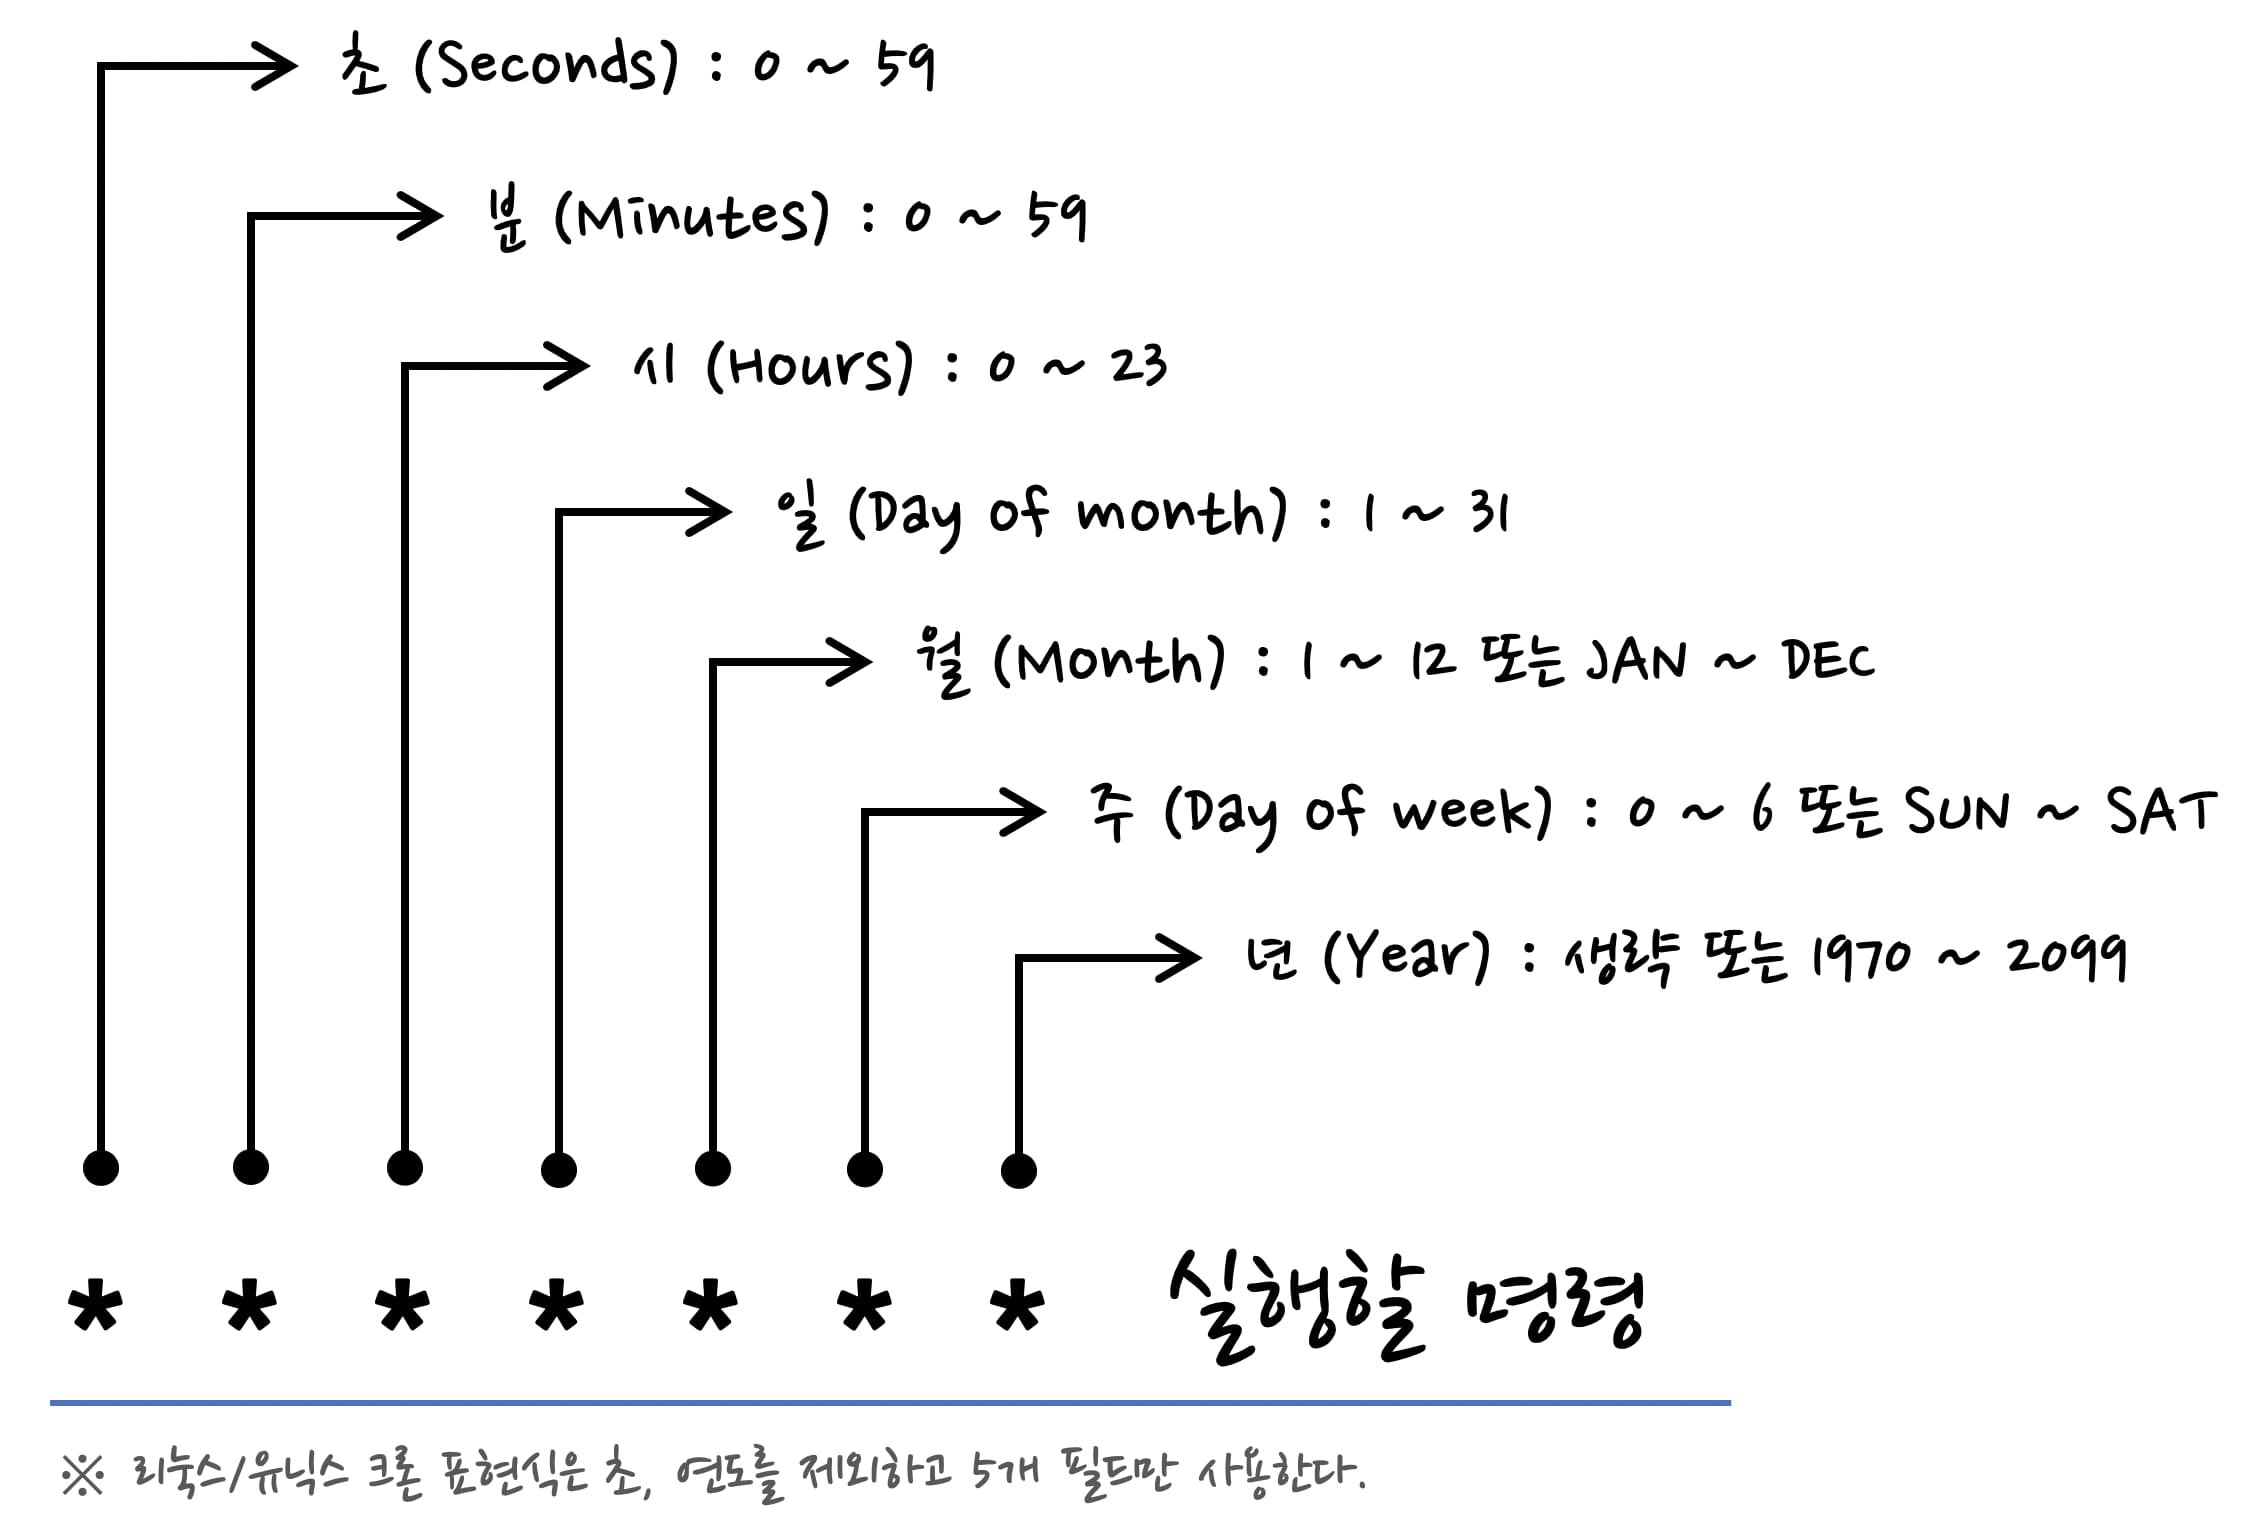 초 (Seconds) : 0 ~ 59
분 (Minutes) : 0 ~ 59
시 (Hours) : 0 ~ 23
일 (Day of month) : 1 ~ 31
월 (Month) : 1 ~ 12 또는 JAN ~ DEC
주 (Day of week) : 0 ~ 6 또는 SUN ~ SAT
년 (Year) : 생략 또는 1970 ~ 2099
* * * * * * * 실행할 명령
※ 리눅스/유닉스 크론 표현식은 초, 연도를 제외하고 5개 필드만 사용한다.